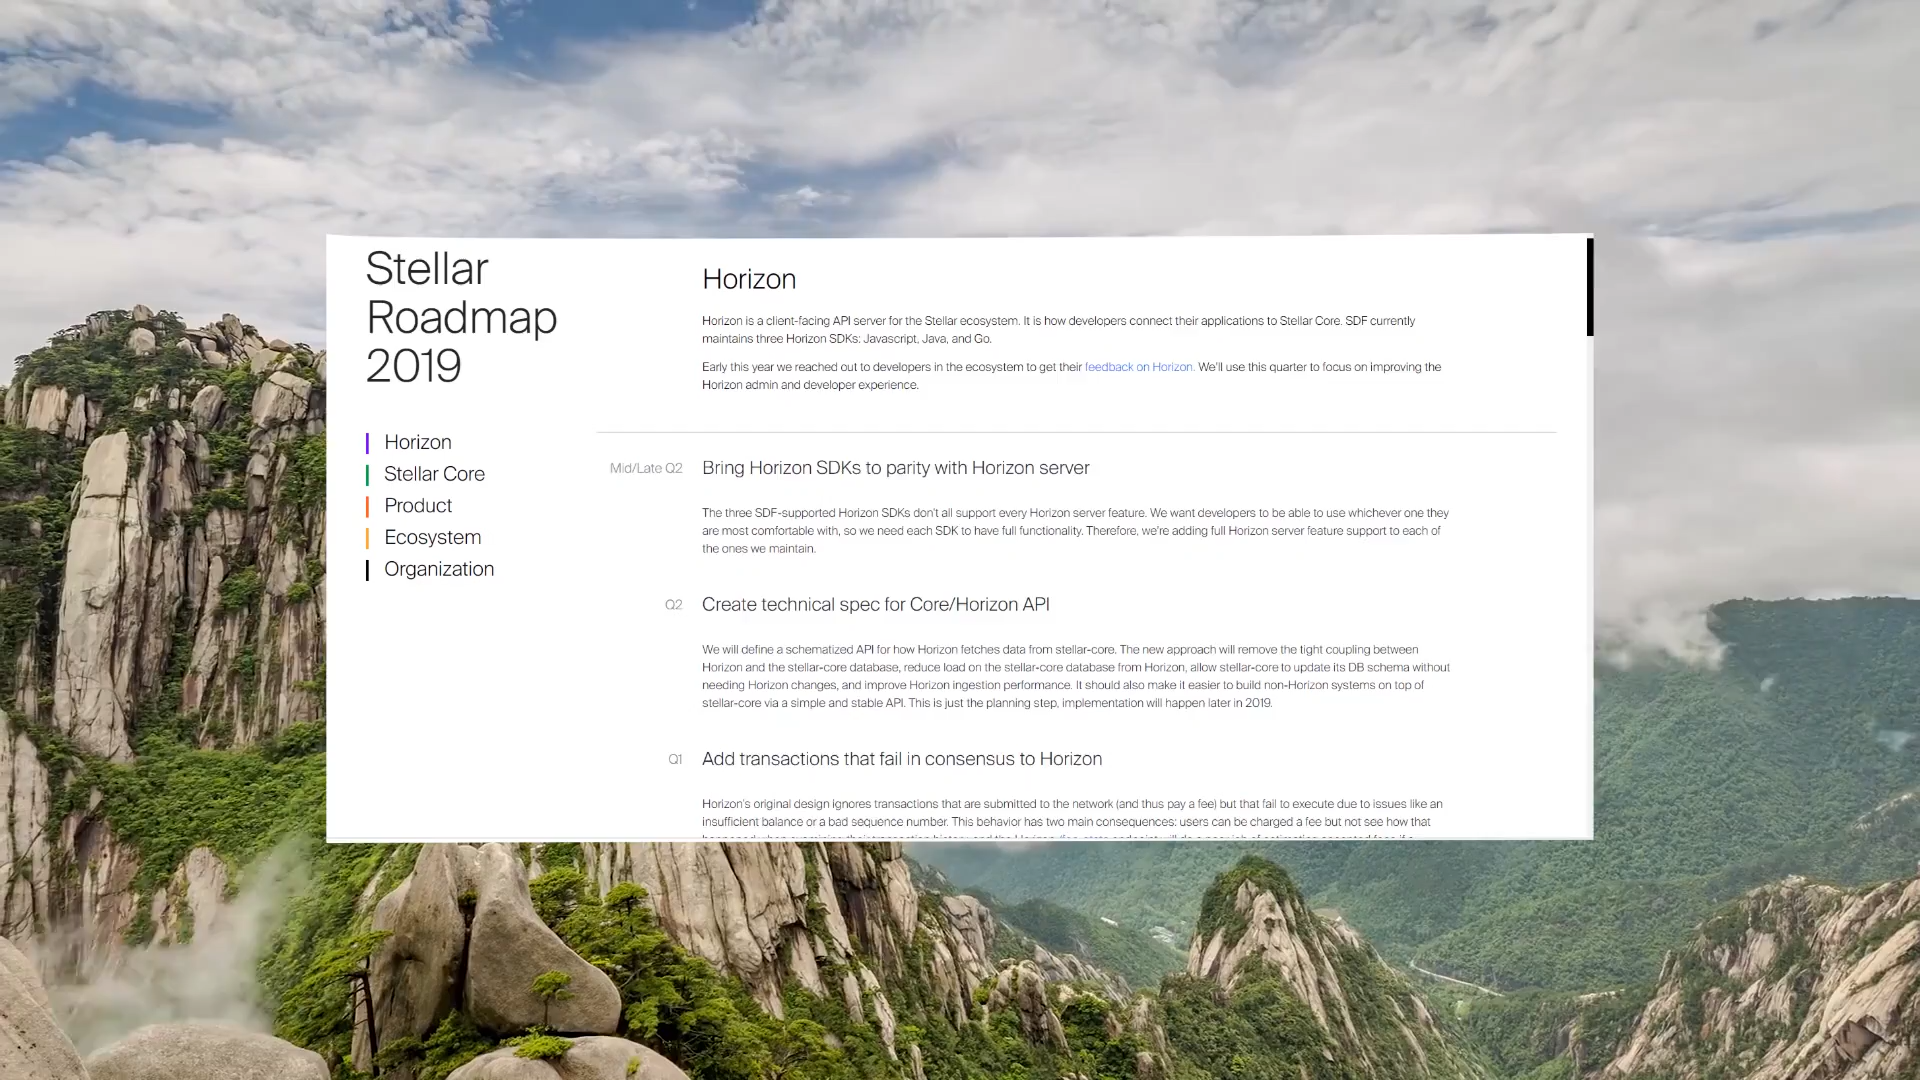 Stellar
Roadmap
2019
Horizon
Stellar Core
Product
Ecosystem
Organization
Horizon
Horizon is a client-facing API server for the Stellar ecosystem. It is how developers connect their applications to Stellar Core. SDF currently
maintains three Horizon SDKs: Javascript, Java, and Go.
Early this year we reached out to developers in the ecosystem to get their feedback on Horizon. We'll use this quarter to focus on improving the
Horizon admin and developer experience.
Mid/Late Q2 Bring Horizon SDKs to parity with Horizon server
The three SDF-supported Horizon SDKs don't all support every Horizon server feature. We want developers to be able to use whichever one they
are most comfortable with, so we need each SDK to have full functionality. Therefore, we're adding full Horizon server feature support to each of
the ones we maintain.
Q2 Create technical spec for Core/Horizon API
We will define a schematized API for how Horizon fetches data from stellar-core. The new approach will remove the tight coupling between
Horizon and the stellar-core database, reduce load on the stellar-core database from Horizon, allow stellar-core to update its DB schema without
needing Horizon changes, and improve Horizon ingestion performance. It should also make it easier to build non-Horizon systems on top of
stellar-core via a simple and stable API. This is just the planning step, implementation will happen later in 2019.
Q1 Add transactions that fail in consensus to Horizon
Horizon's original design ignores transactions that are submitted to the network (and thus pay a fee) but that fail to execute due to issues like an
insufficient balance or a bad sequence number. This behavior has two main consequences: users can be charged a fee but not see how that